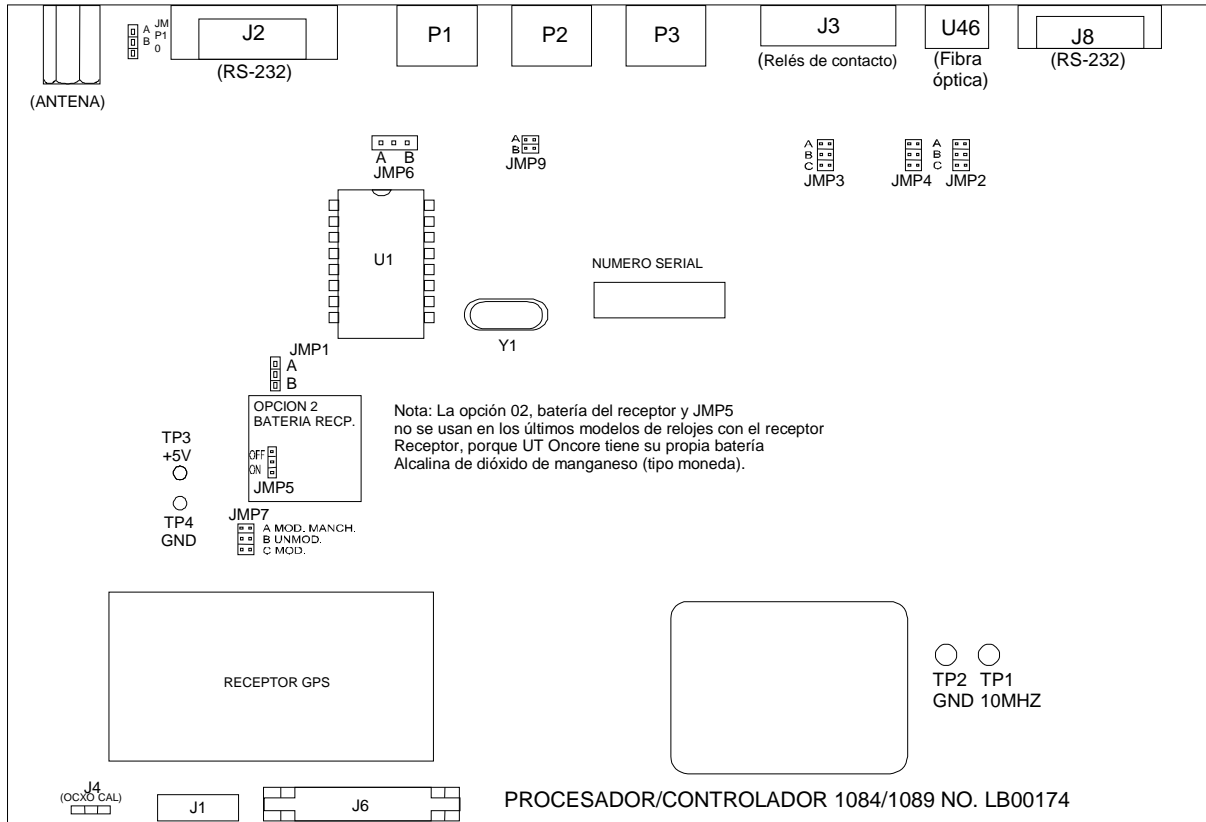 A
B
JM
P1
0
J2
(RS-232)
P1
P2
P3
J3
(Relés de contacto)
U46
(Fibra
óptica)
J8
(RS-232)
(ANTENA)
A B
JMP6
A
B
JMP9
A
B
C
JMP3
JMP4
A
B
C
JMP2
U1
NUMERO SERIAL
Y1
JMP1
A
B
OPCION 2
BATERIA RECP.
OFF
ON
JMP5
Nota: La opción 02, batería del receptor y JMP5
no se usan en los últimos modelos de relojes con el receptor
Receptor, porque UT Oncore tiene su propia batería
Alcalina de dióxido de manganeso (tipo moneda).
TP3
+5V
TP4
GND
JMP7
A MOD. MANCH.
B UNMOD.
C MOD.
RECEPTOR GPS
TP2 TP1
GND 10MHZ
J4
(OCXO CAL)
J1
J6
PROCESADOR/CONTROLADOR 1084/1089 NO. LB00174